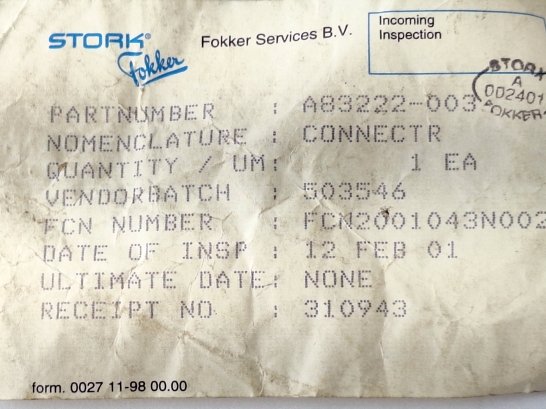 STORK®
Fokker
Fokker Services B.V.
Incoming
Inspection
STORK
A
002401
FOKKER
PARTNUMBER : A83222-003
NOMENCLATURE : CONNECTR
QUANTITY / UM: 1 EA
VENDORBATCH : 503546
FCN NUMBER : FCN2001043N002
DATE OF INSP : 12 FEB 01
ULTIMATE DATE: NONE
RECEIPT NO : 310943
form. 0027 11-98 00.00